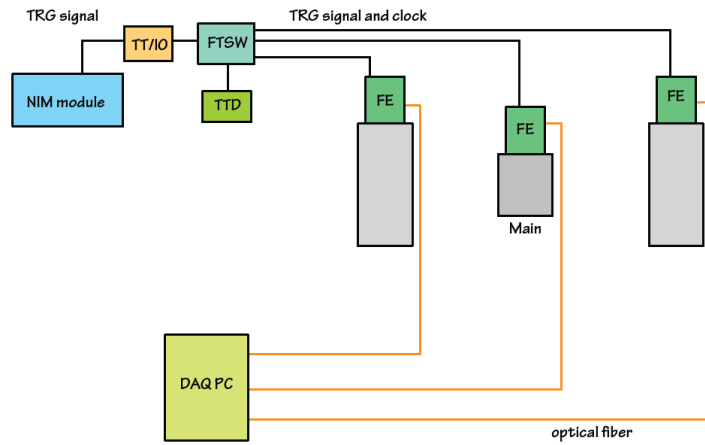 TRG signal
TRG signal and clock
TT/IO
FTSW
NIM module
TTD
FE
FE
FE
Main
DAQ PC
optical fiber